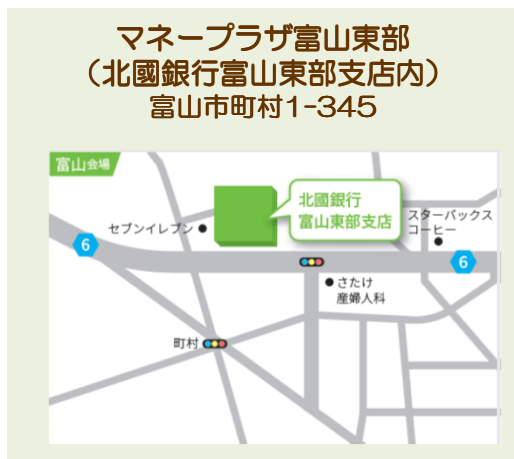 マネープラザ富山東部
（北國銀行富山東部支店内）
富山市町村1-345
富山会場
北國銀行
富山東部支店
スターバックス
コーヒー
セブンイレブン
6
6
さたけ
産婦人科
町村